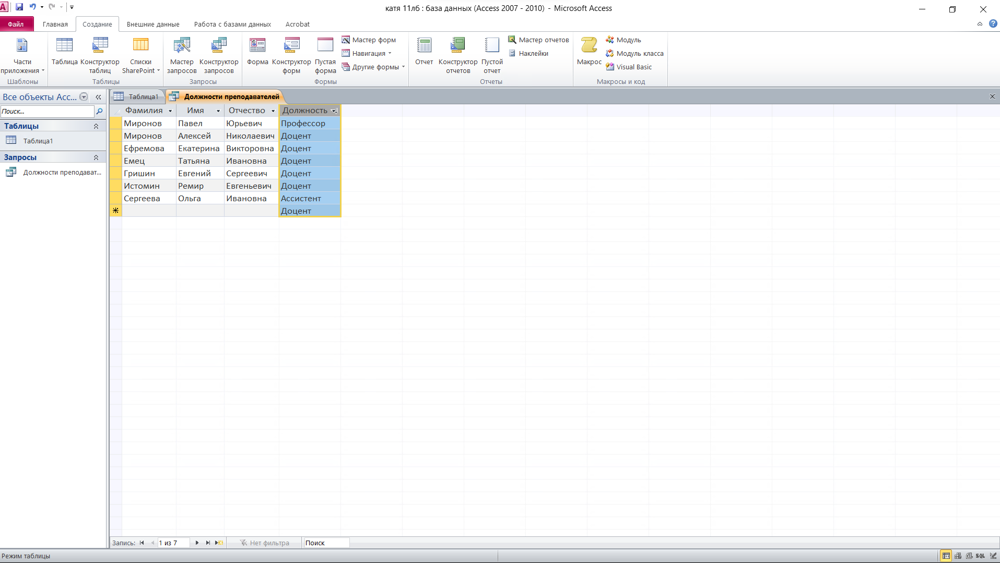 катя 11лб : база данных (Access 2007 - 2010) - Microsoft Access
Файл Главная Создание Внешние данные Работа с базами данных Acrobat
Части приложения
Таблица
Конструктор таблиц
Списки SharePoint
Мастер запросов
Конструктор запросов
Форма
Конструктор форм
Пустая форма
Мастер форм
Навигация
Другие формы
Отчет
Конструктор отчетов
Пустой отчет
Мастер отчетов
Наклейки
Макрос
Модуль
Модуль класса
Visual Basic
Шаблоны Таблицы Запросы Формы Отчеты Макросы и код
Все объекты Acc...
Поиск...
Таблицы
Таблица1
Запросы
Должности преподават...
Таблица1 Должности преподавателей
Фамилия Имя Отчество Должность
Миронов Павел Юрьевич Профессор
Миронов Алексей Николаевич Доцент
Ефремова Екатерина Викторовна Доцент
Емец Татьяна Ивановна Доцент
Гришин Евгений Сергеевич Доцент
Истомин Ремир Евгеньевич Доцент
Сергеева Ольга Ивановна Ассистент
Доцент
Запись: 1 из 7 Нет фильтра Поиск
Режим таблицы SQL